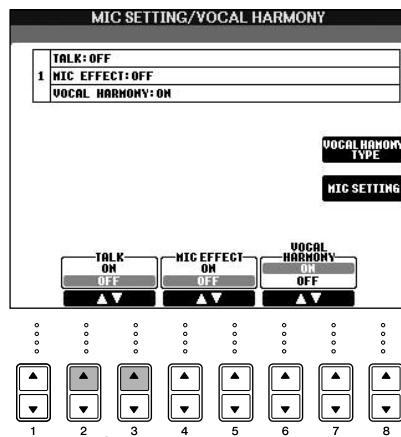 MIC SETTING/VOCAL HARMONY
TALK: OFF
1 MIC EFFECT: OFF
VOCAL HARMONY: ON
VOCAL HAMONY
TYPE
MIC SETTING
TALK
ON
OFF
MIC EFFECT
ON
OFF
VOCAL
HARMONY
ON
OFF
1 2 3 4 5 6 7 8